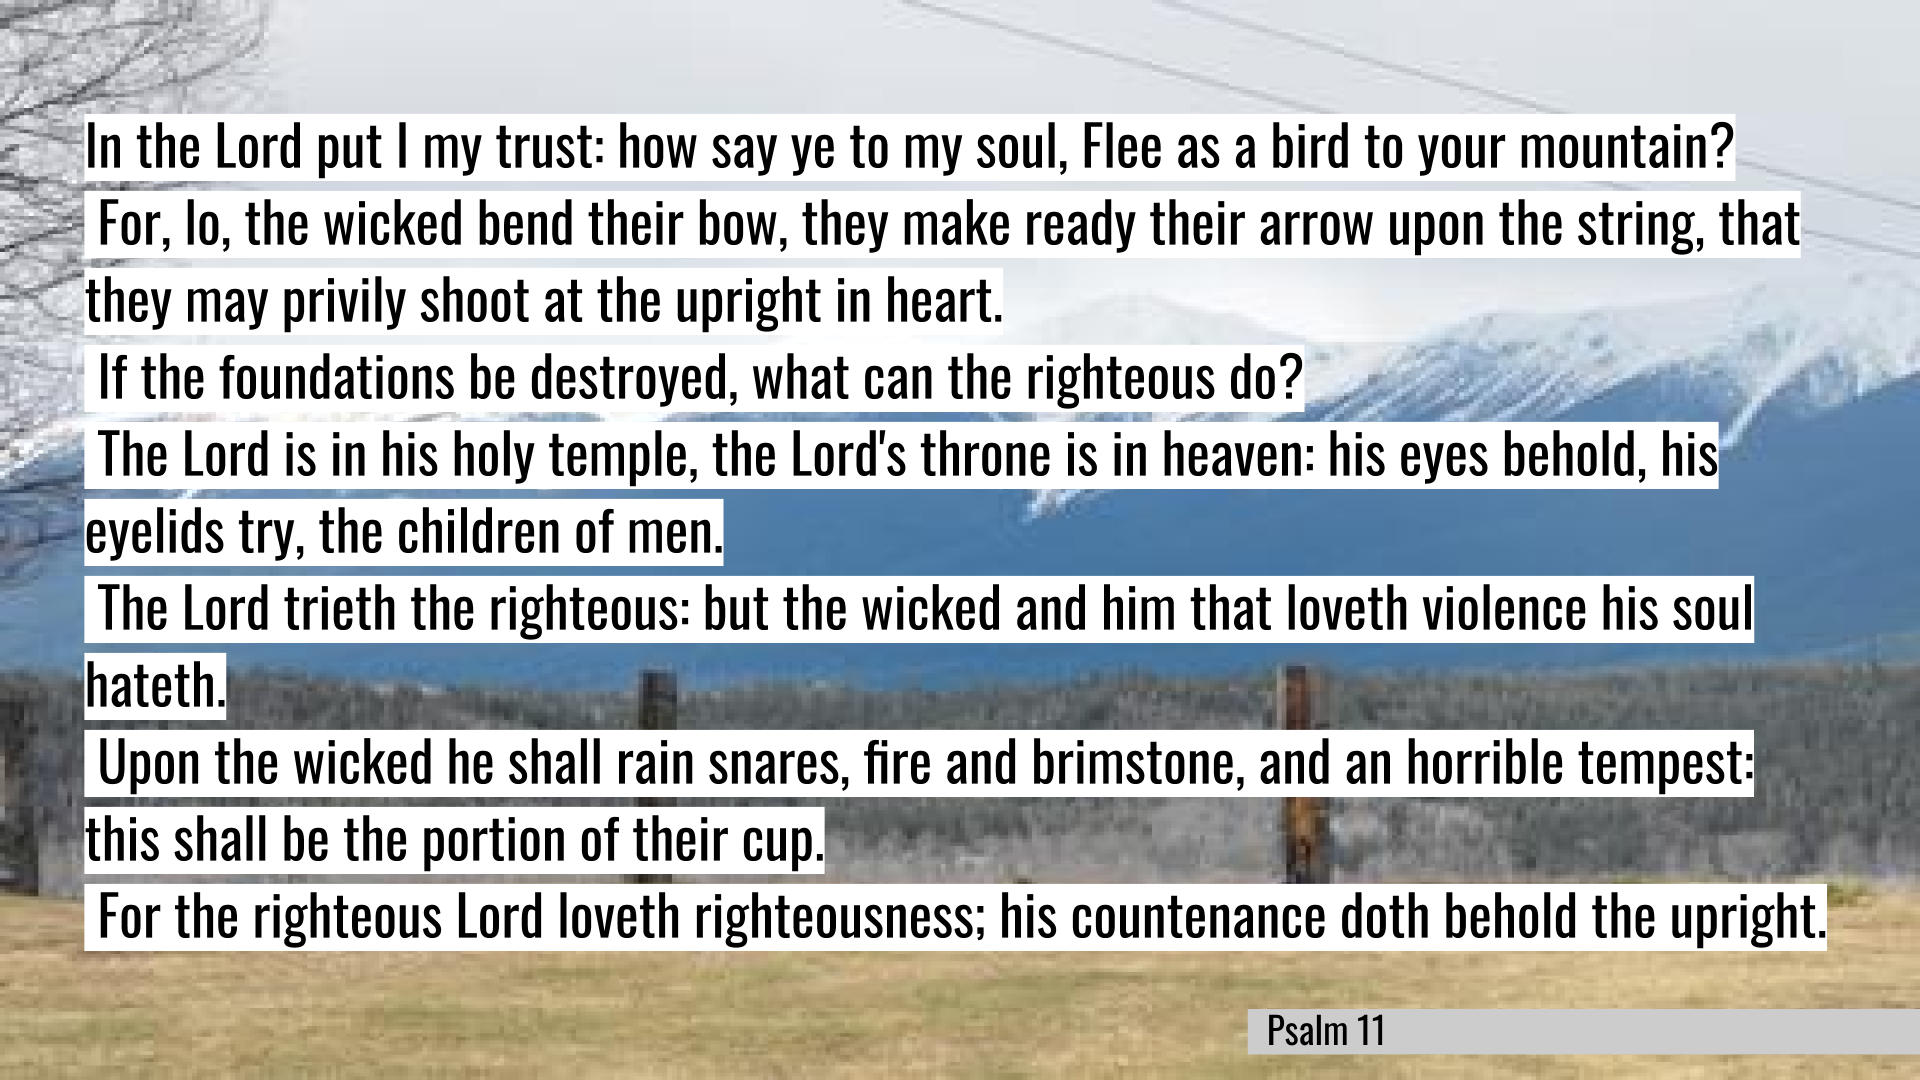 In the Lord put I my trust: how say ye to my soul, Flee as a bird to your mountain?
For, lo, the wicked bend their bow, they make ready their arrow upon the string, that
they may privily shoot at the upright in heart.
If the foundations be destroyed, what can the righteous do?
The Lord is in his holy temple, the Lord's throne is in heaven: his eyes behold, his
eyelids try, the children of men.
The Lord trieth the righteous: but the wicked and him that loveth violence his soul
hateth.
Upon the wicked he shall rain snares, fire and brimstone, and an horrible tempest:
this shall be the portion of their cup.
For the righteous Lord loveth righteousness; his countenance doth behold the upright.
Psalm 11